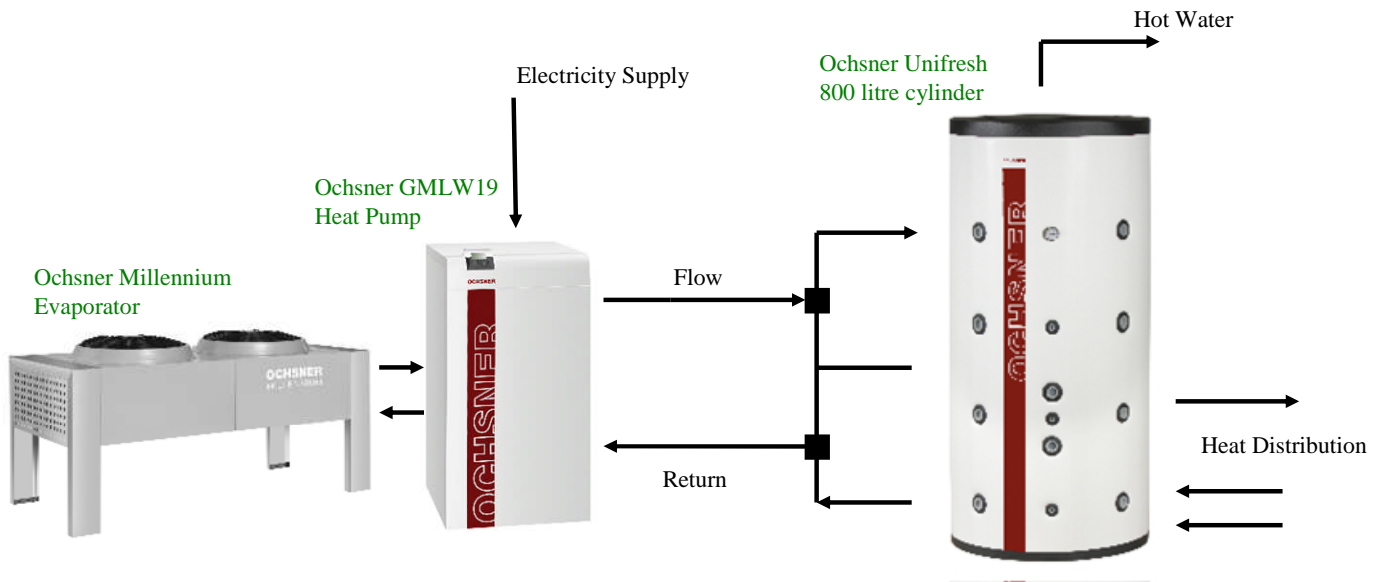 Hot Water
Electricity Supply
Ochsner Unifresh
800 litre cylinder
Ochsner GMLW19
Heat Pump
Ochsner Millennium
Evaporator
Flow
Return
Heat Distribution
OCHSNER
OCHSNER
OCHSNER
OCHSNER